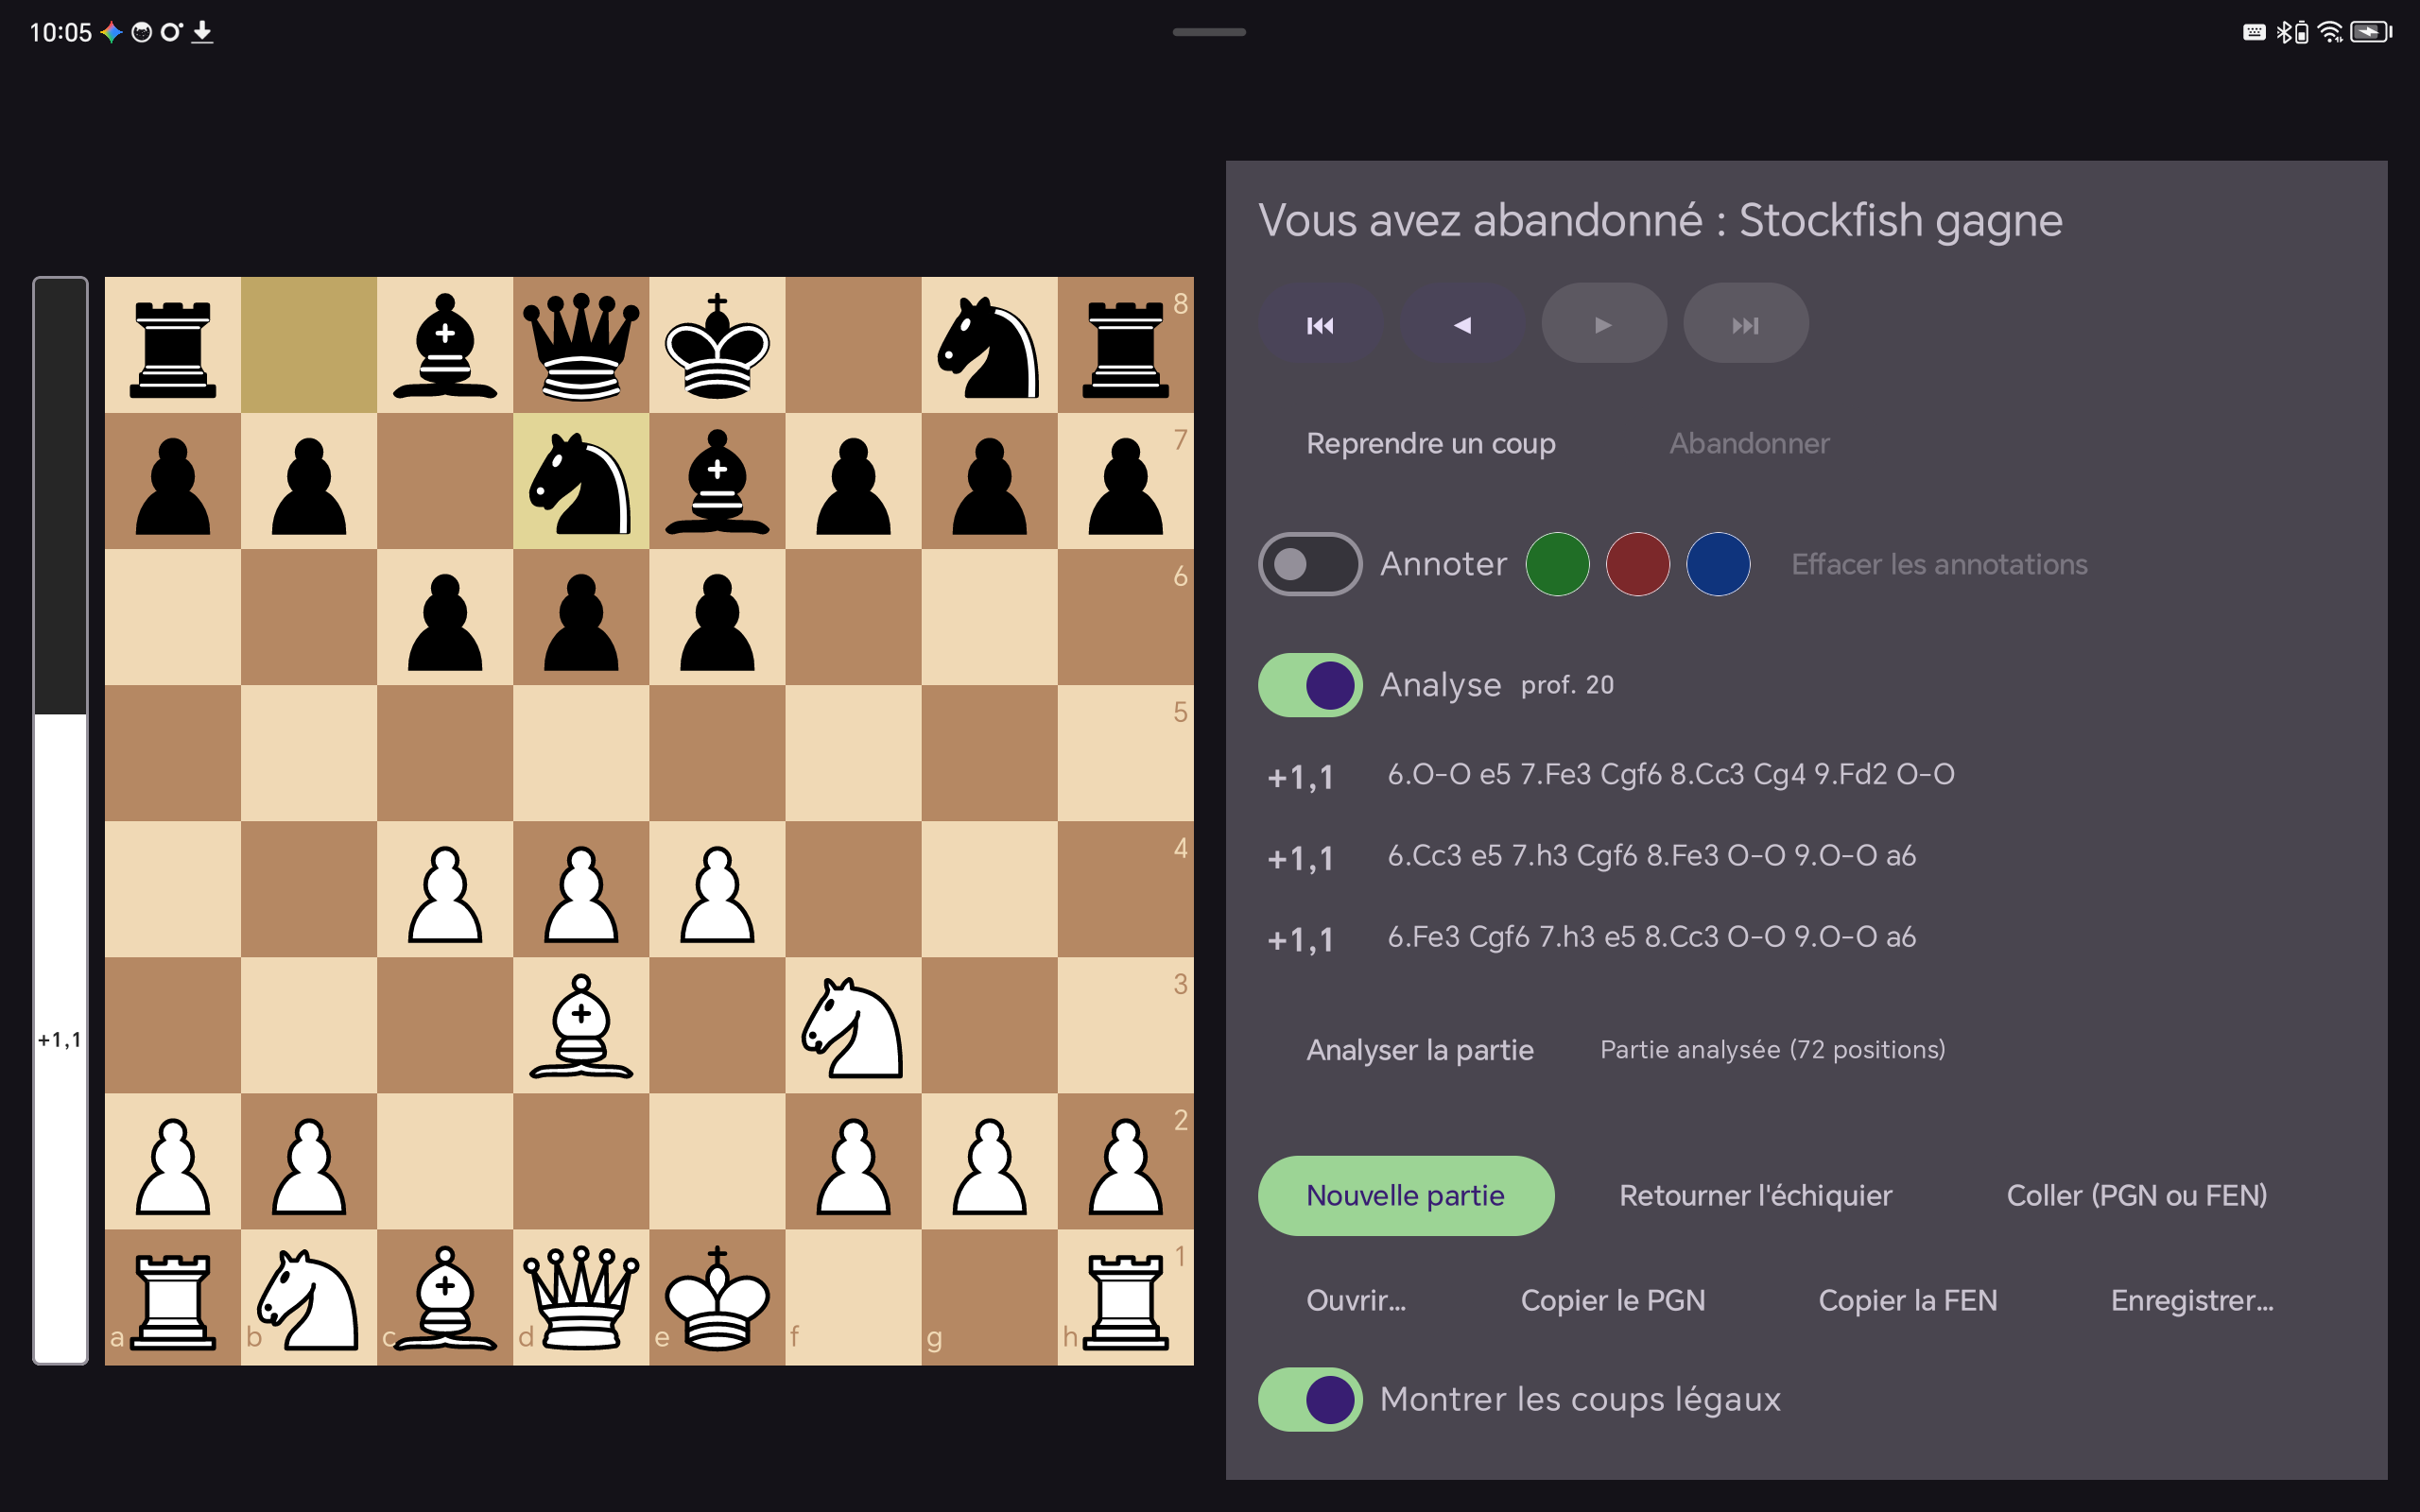 10:05
Vous avez abandonné : Stockfish gagne
Reprendre un coup Abandonner
Annoter Effacer les annotations
Analyse prof. 20
+1,1 6.O-O e5 7.Fe3 Cgf6 8.Cc3 Cg4 9.Fd2 O-O
+1,1 6.Cc3 e5 7.h3 Cgf6 8.Fe3 O-O 9.O-O a6
+1,1 6.Fe3 Cgf6 7.h3 e5 8.Cc3 O-O 9.O-O a6
Analyser la partie Partie analysée (72 positions)
Nouvelle partie Retourner l'échiquier Coller (PGN ou FEN)
Ouvrir... Copier le PGN Copier la FEN Enregistrer...
Montrer les coups légaux
+1,1
8
7
6
5
4
3
2
1
a b c d e f g h